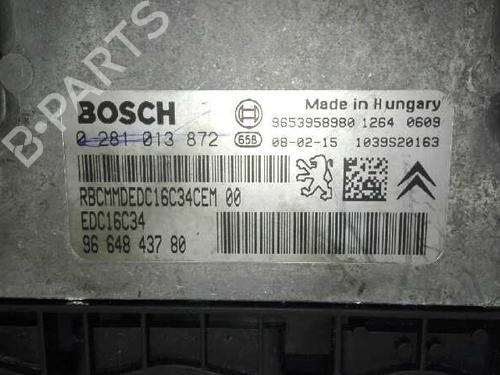 B-PARTS
BOSCH
Made in Hungary
9653958980 1264 0609
0 281 013 872
658 08-02-15 1039S20163
RBCMMDEDC16C34CEM 00
EDC16C34
96 648 437 80